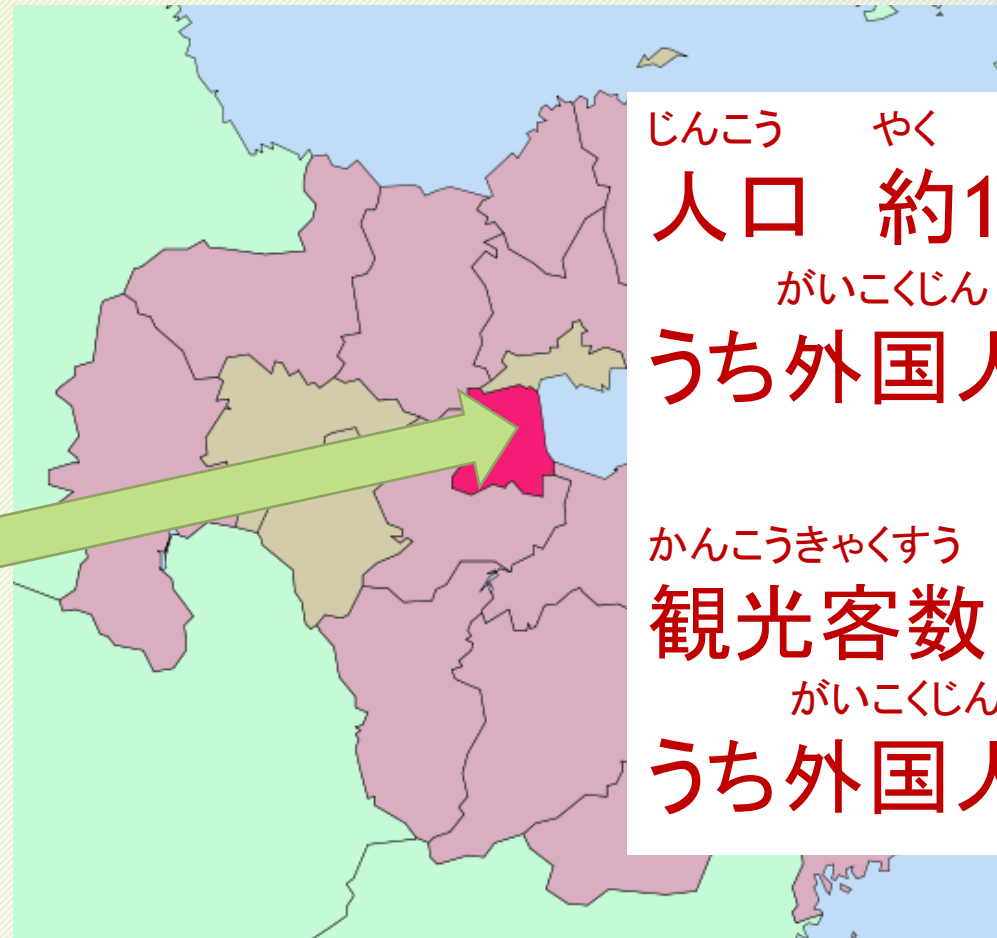 じんこう やく
人口 約1
がいこくじん
うち外国人
かんこうきゃくすう
観光客数
がいこくじん
うち外国人